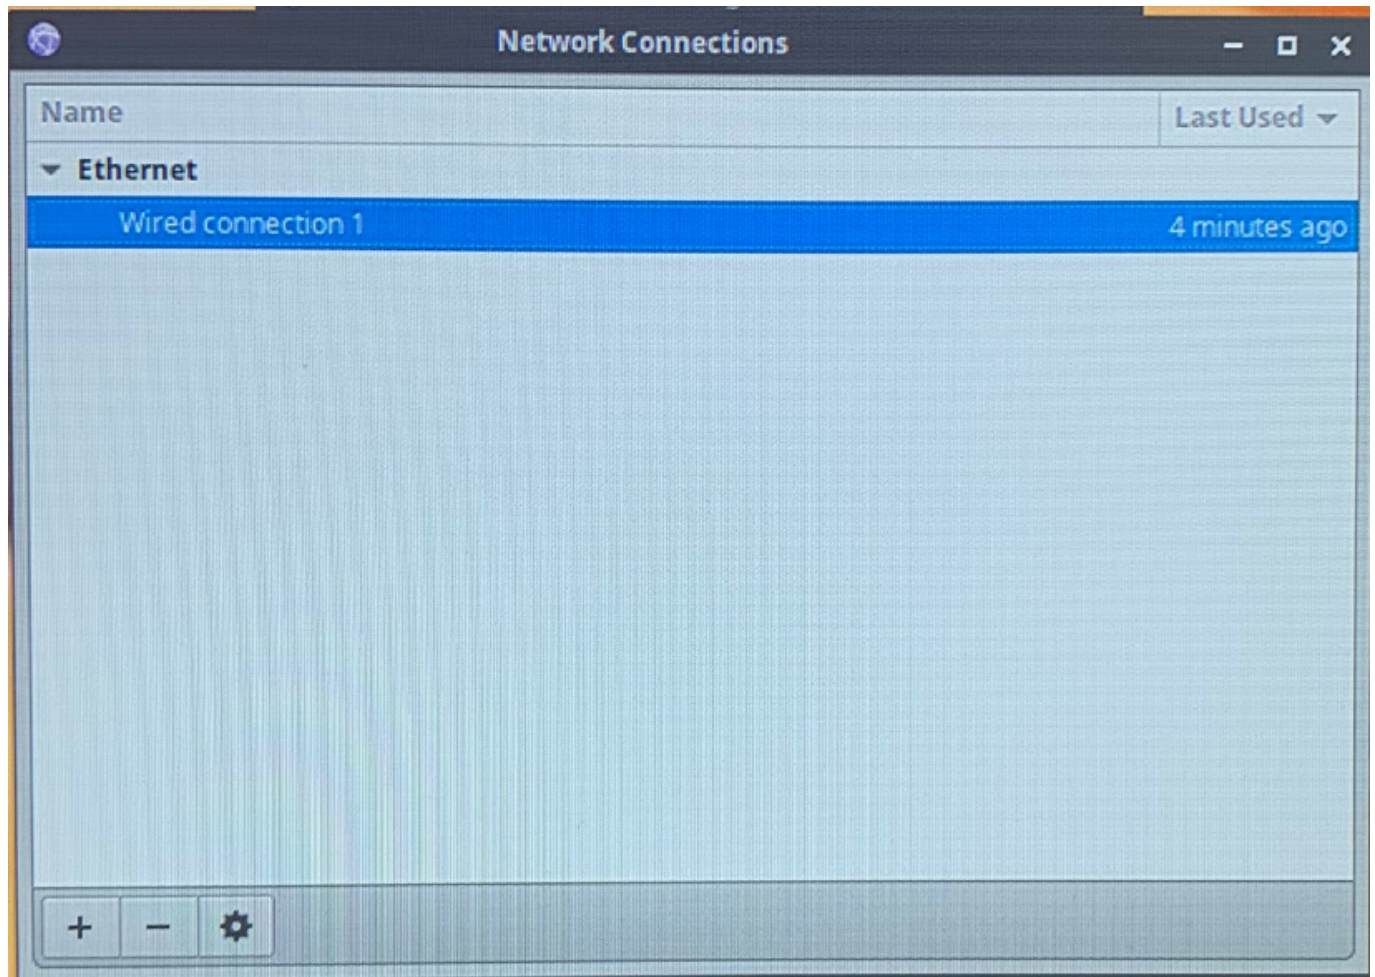 Network Connections
Name Last Used
Ethernet
Wired connection 1 4 minutes ago